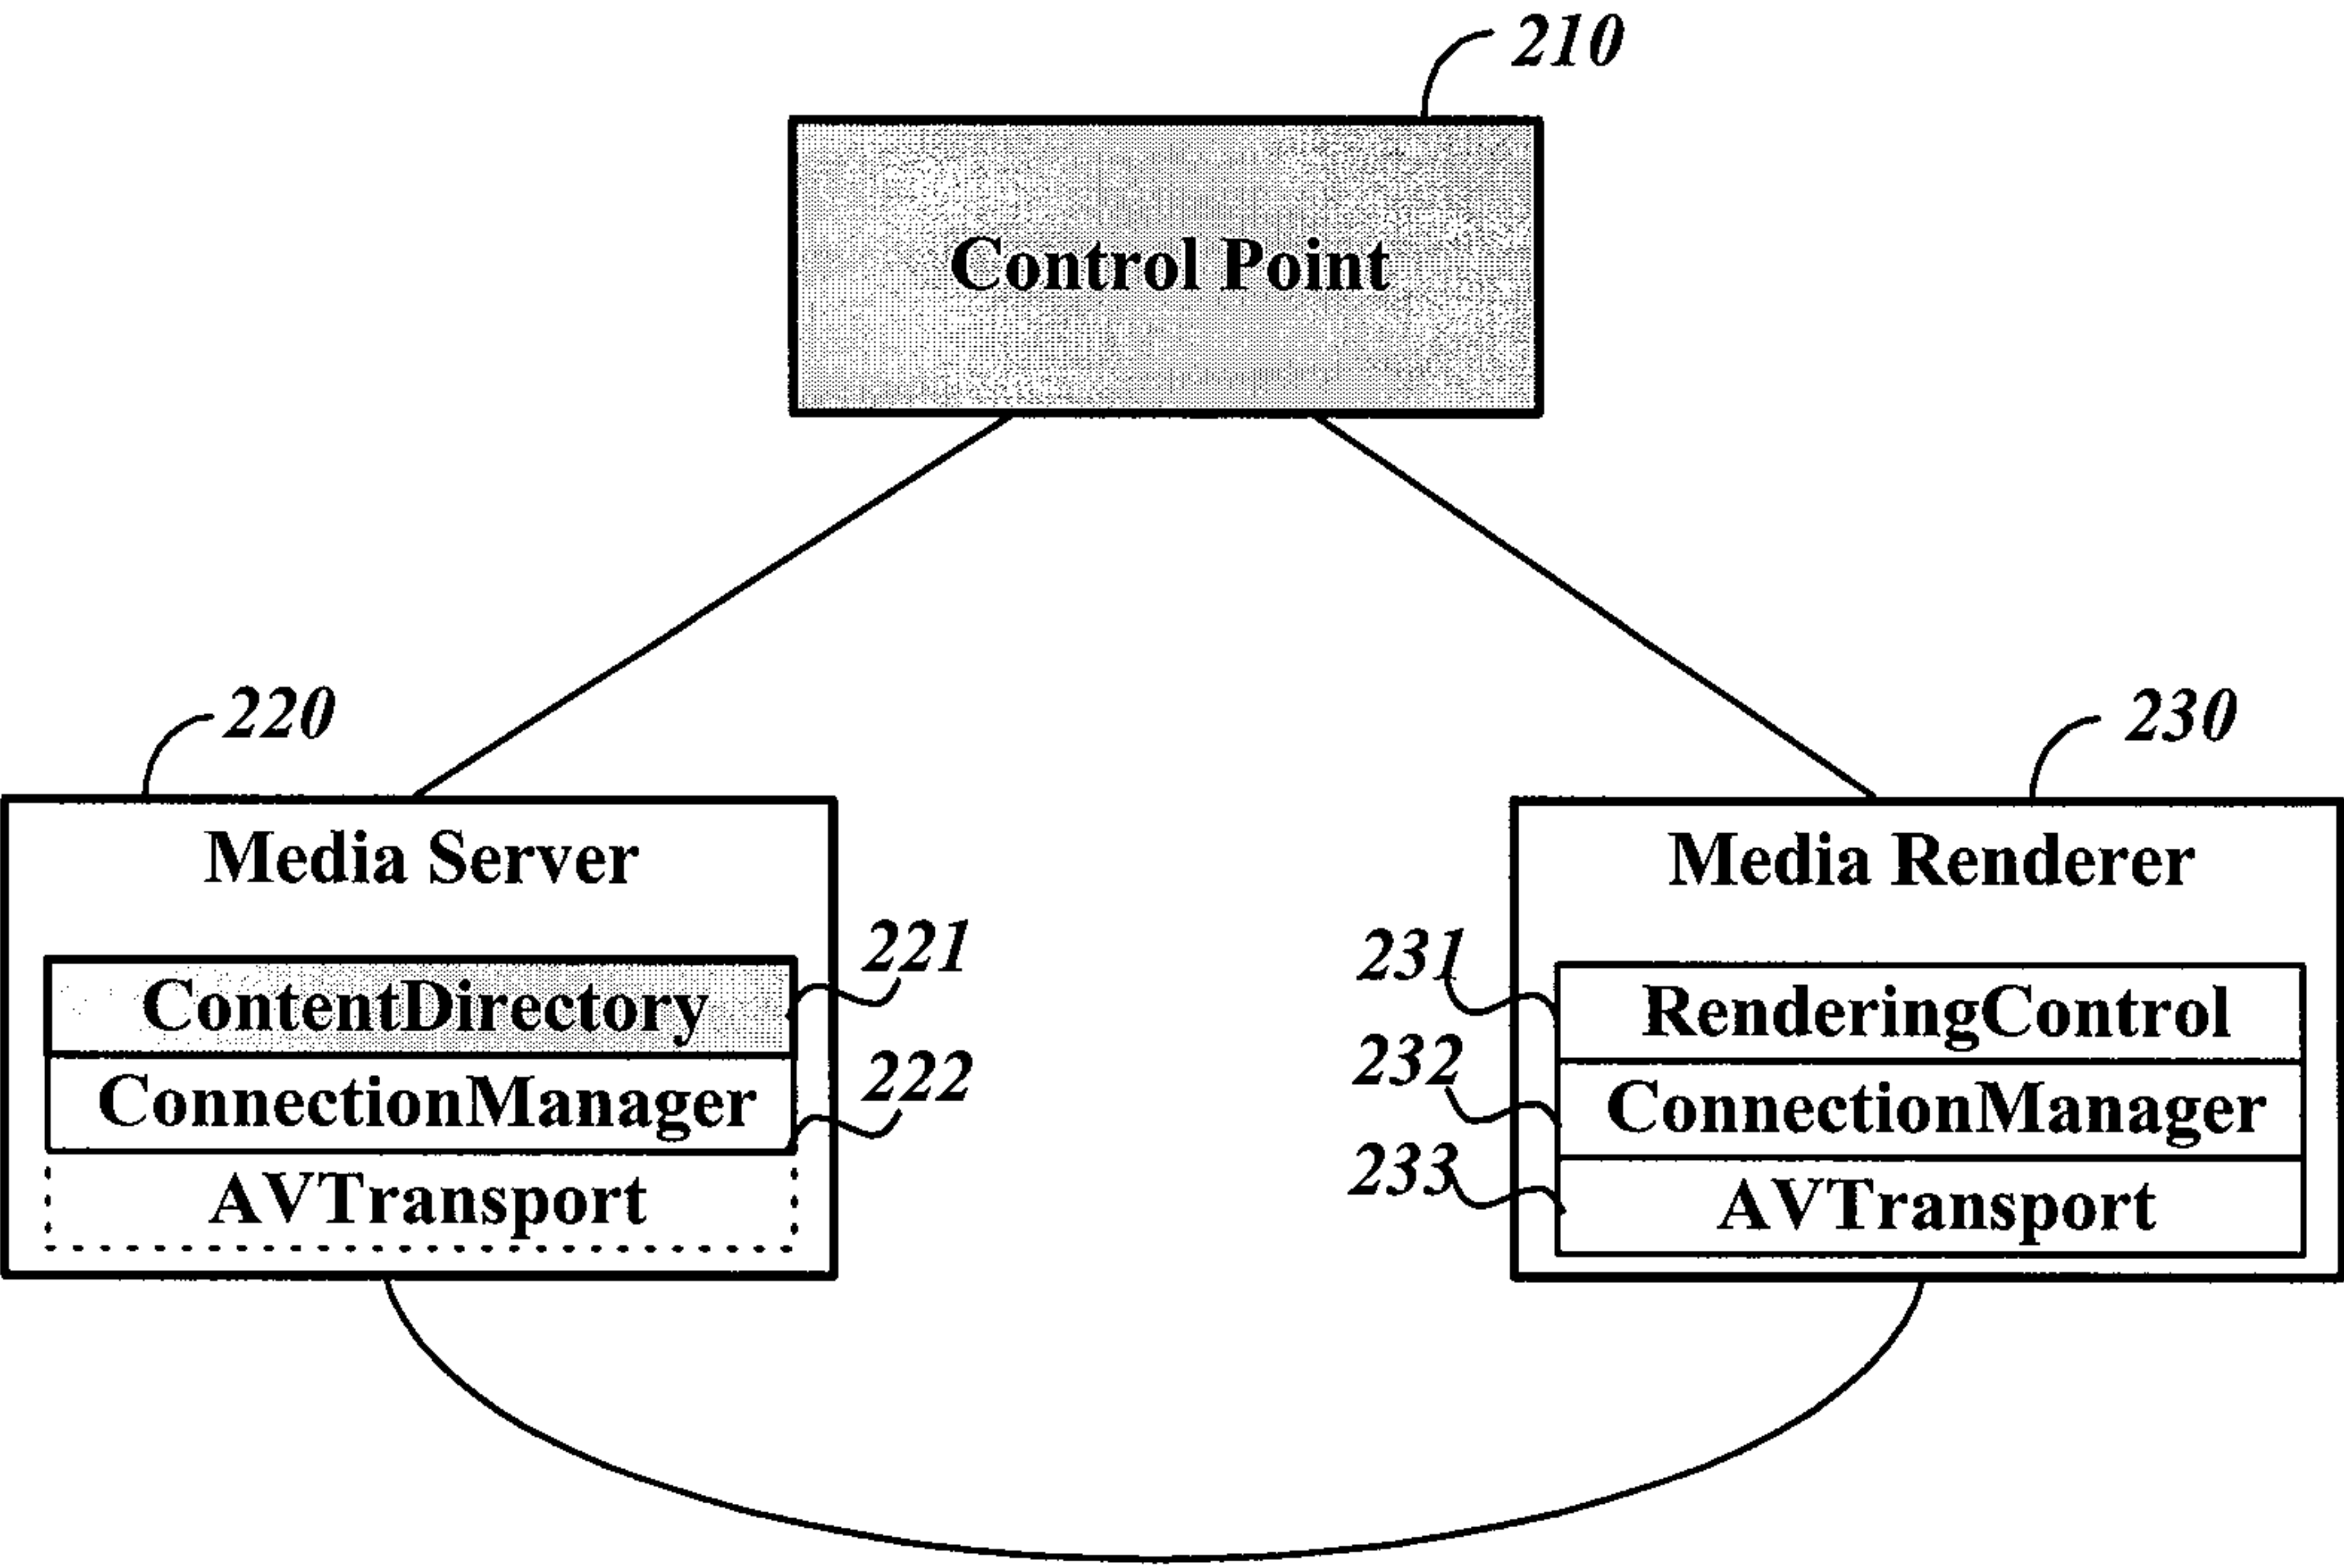 210
Control Point
220
230
Media Server
Media Renderer
221
231
ContentDirectory
RenderingControl
222
232
ConnectionManager
ConnectionManager
233
AVTransport
AVTransport